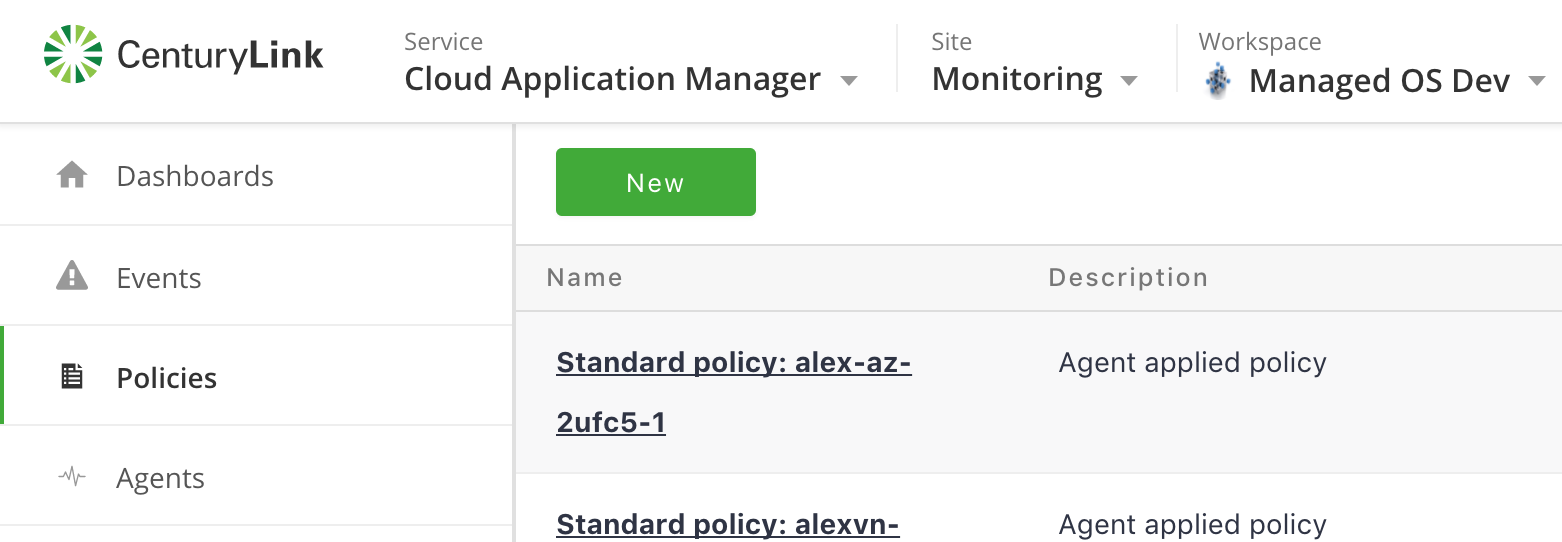 CenturyLink
Service
Cloud Application Manager
Site
Monitoring
Workspace
Managed OS Dev
Dashboards
Events
Policies
Agents
New
Name Description
Standard policy: alex-az- Agent applied policy
2ufc5-1
Standard policy: alexvn- Agent applied policy